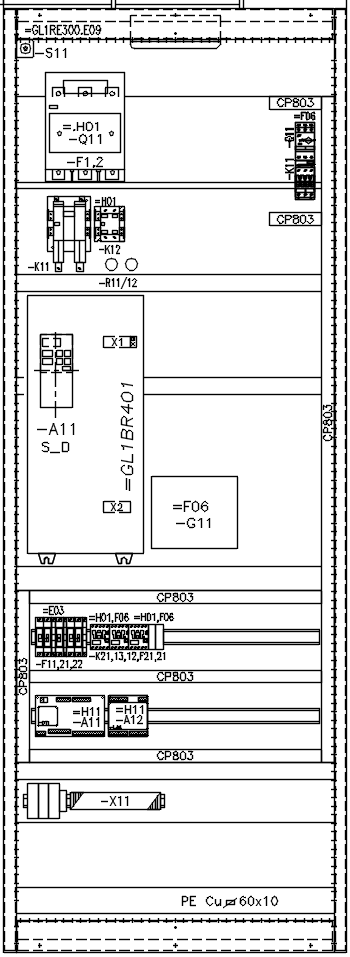 =GL1RE300.E09
-S11
CP803
=.H01
-Q11
-F1,2
=F06
-Q11
-K11
CP803
=H01
-K12
-K11
-R11/12
X1
-A11
S_D
=GL1BR401
CP803
X2
=F06
-G11
CP803
=E03
=H01,F06
=H01,F06
-F11,21,22
-K21,13,12,F21,21
CP803
CP803
=H11
-A11
=H11
-A12
CP803
-X11
PE Cu 60x10